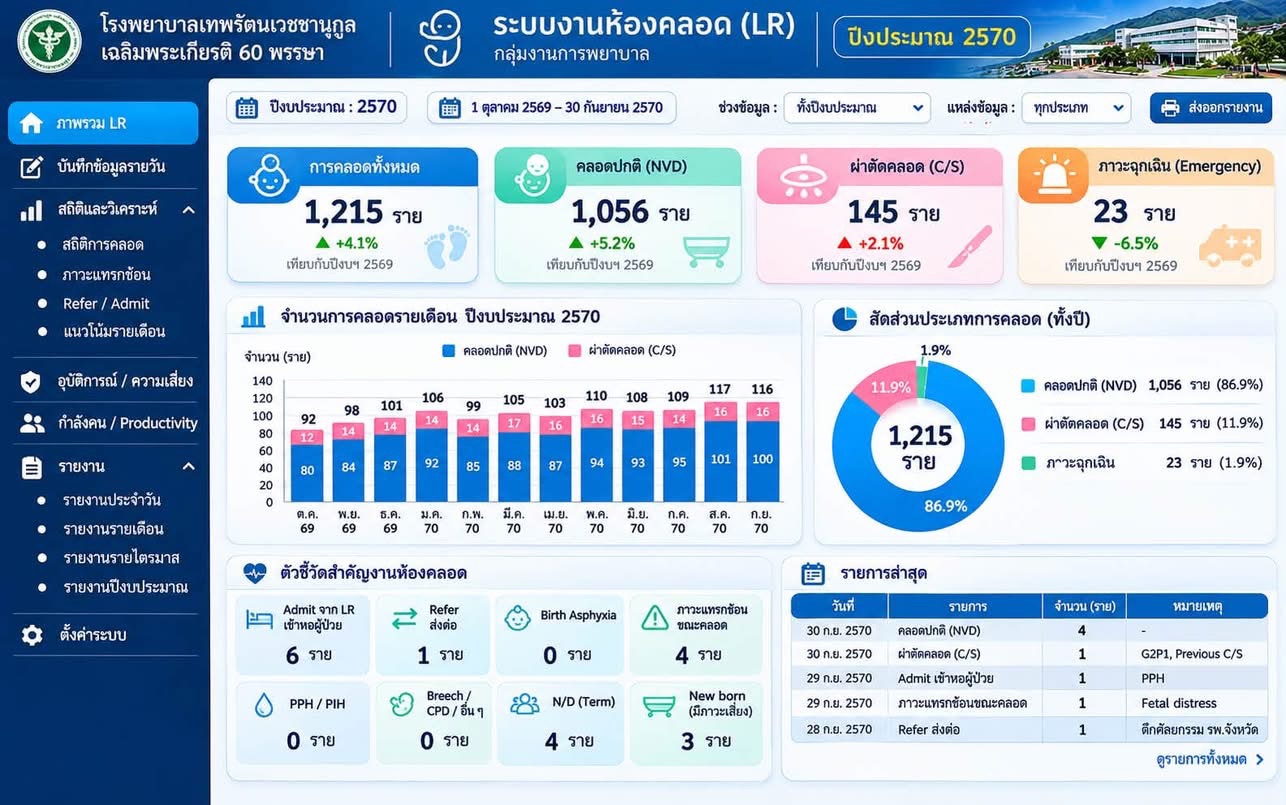 โรงพยาบาลเทพรัตนเวชชานุกูล
เฉลิมพระเกียรติ 60 พรรษา
ระบบงานห้องคลอด (LR)
กลุ่มงานการพยาบาล
ปีงประมาณ 2570
ภาพรวม LR
บันทึกข้อมูลรายวัน
สถิติและวิเคราะห์
สถิติการคลอด
ภาวะแทรกซ้อน
Refer / Admit
แนวโน้มรายเดือน
อุบัติการณ์ / ความเสี่ยง
กำลังคน / Productivity
รายงาน
รายงานประจำวัน
รายงานรายเดือน
รายงานรายไตรมาส
รายงานปีงบประมาณ
ตั้งค่าระบบ
ปีงบประมาณ : 2570
1 ตุลาคม 2569 – 30 กันยายน 2570
ช่วงข้อมูล :
ทั้งปีงบประมาณ
แหล่งข้อมูล :
ทุกประเภท
ส่งออกรายงาน
การคลอดทั้งหมด
1,215 ราย
+4.1%
เทียบกับปีงบฯ 2569
คลอดปกติ (NVD)
1,056 ราย
+5.2%
เทียบกับปีงบฯ 2569
ผ่าตัดคลอด (C/S)
145 ราย
+2.1%
เทียบกับปีงบฯ 2569
ภาวะฉุกเฉิน (Emergency)
23 ราย
-6.5%
เทียบกับปีงบฯ 2569
จำนวนการคลอดรายเดือน ปีงบประมาณ 2570
จำนวน (ราย)
คลอดปกติ (NVD)
ผ่าตัดคลอด (C/S)
140
120
100
80
60
40
20
0
92 98 101 106 99 105 103 110 108 109 117 116
12 14 14 14 14 17 16 16 15 14 16 16
80 84 87 92 85 88 87 94 93 95 101 100
ต.ค. พ.ย. ธ.ค. ม.ค. ก.พ. มี.ค. เม.ย. พ.ค. มิ.ย. ก.ค. ส.ค. ก.ย.
69 69 69 70 70 70 70 70 70 70 70 70
สัดส่วนประเภทการคลอด (ทั้งปี)
1.9%
11.9%
1,215
ราย
86.9%
คลอดปกติ (NVD) 1,056 ราย (86.9%)
ผ่าตัดคลอด (C/S) 145 ราย (11.9%)
ภาวะฉุกเฉิน 23 ราย (1.9%)
ตัวชี้วัดสำคัญงานห้องคลอด
Admit จาก LR
เข้าหอผู้ป่วย
6 ราย
Refer
ส่งต่อ
1 ราย
Birth Asphyxia
0 ราย
ภาวะแทรกซ้อน
ขณะคลอด
4 ราย
PPH / PIH
0 ราย
Breech /
CPD / อื่น ๆ
0 ราย
N/D (Term)
4 ราย
New born
(มีภาวะเสี่ยง)
3 ราย
รายการล่าสุด
วันที่ รายการ จำนวน (ราย) หมายเหตุ
30 ก.ย. 2570 คลอดปกติ (NVD) 4 -
30 ก.ย. 2570 ผ่าตัดคลอด (C/S) 1 G2P1, Previous C/S
29 ก.ย. 2570 Admit เข้าหอผู้ป่วย 1 PPH
29 ก.ย. 2570 ภาวะแทรกซ้อนขณะคลอด 1 Fetal distress
28 ก.ย. 2570 Refer ส่งต่อ 1 ตึกศัลยกรรม รพ.จังหวัด
ดูรายการทั้งหมด